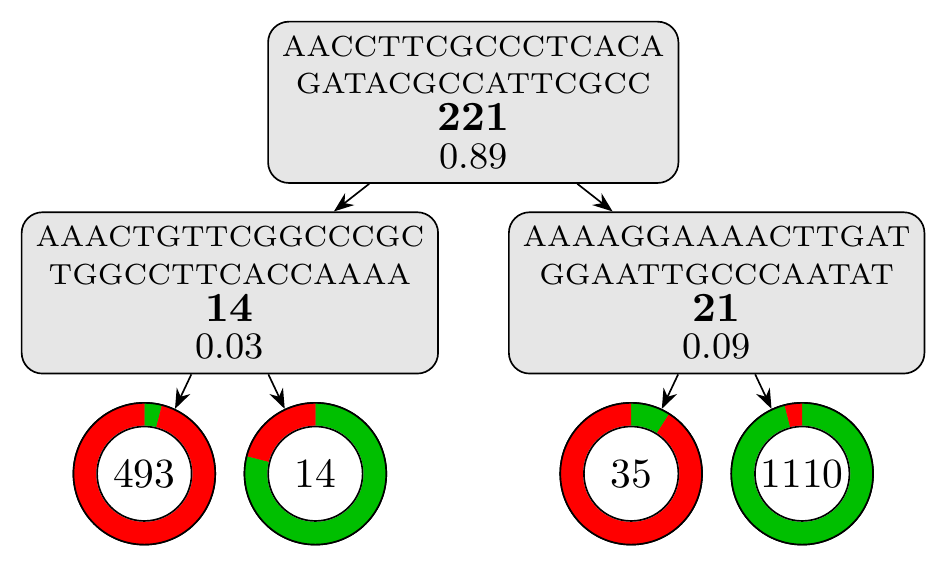 AACCTTCGCCCTCACA
GATACGCCATTCGCC
221
0.89
AAACTGTTCGGCCCGC
TGGCCTTCACCAAAA
14
0.03
AAAAGGAAAACTTGAT
GGAATTGCCCAATAT
21
0.09
493
14
35
1110